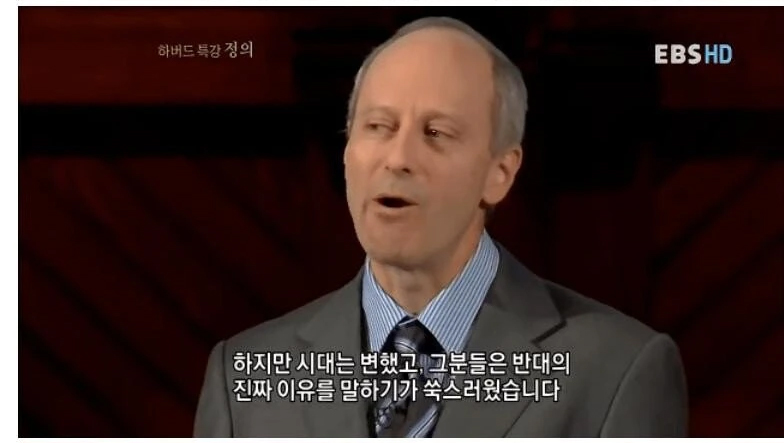 하버드 특강 정의
EBS HD
하지만 시대는 변했고, 그분들은 반대의
진짜 이유를 말하기가 쑥스러웠습니다